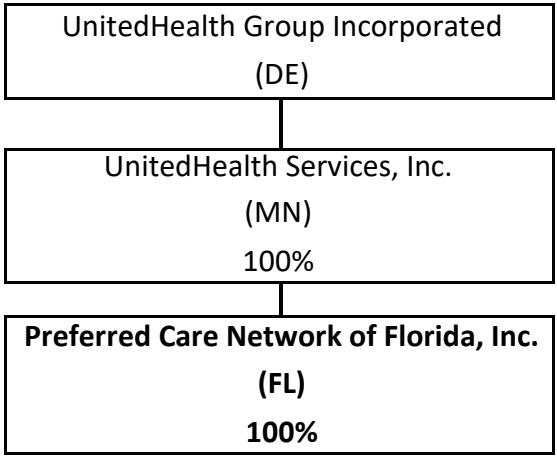 UnitedHealth Group Incorporated
(DE)
UnitedHealth Services, Inc.
(MN)
100%
Preferred Care Network of Florida, Inc.
(FL)
100%